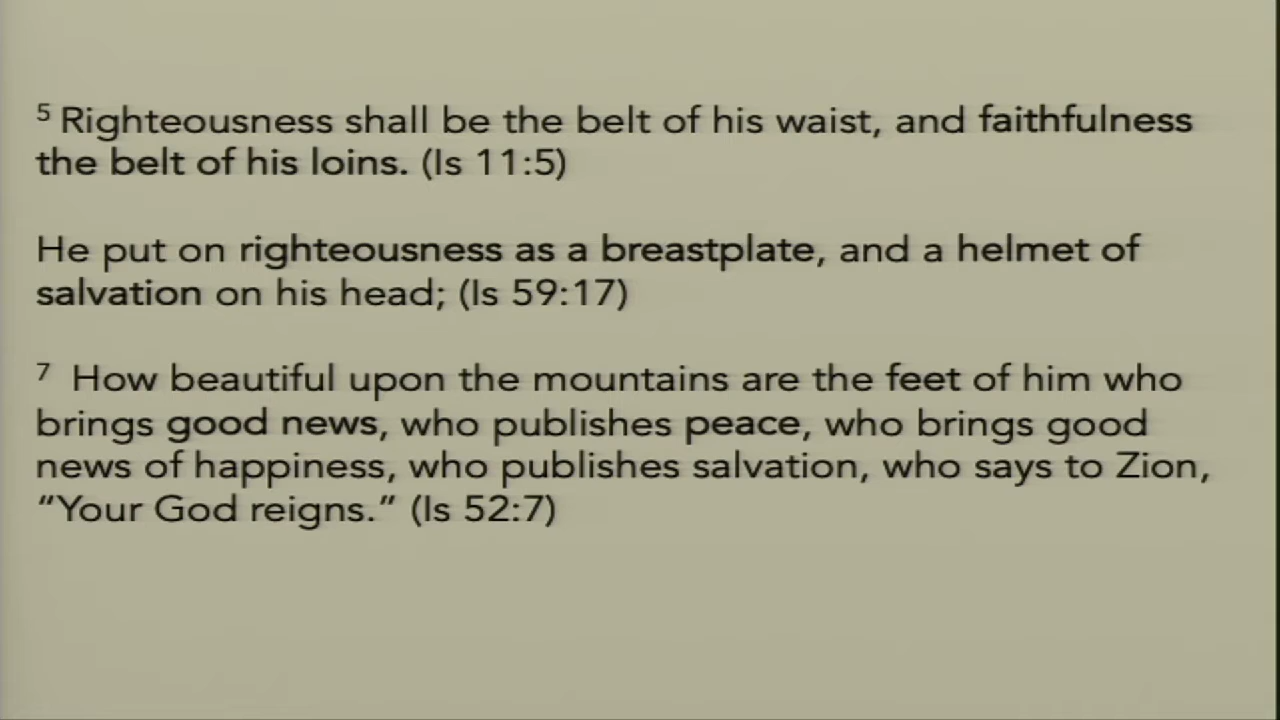 5 Righteousness shall be the belt of his waist, and faithfulness
the belt of his loins. (Is 11:5)
He put on righteousness as a breastplate, and a helmet of
salvation on his head; (Is 59:17)
7 How beautiful upon the mountains are the feet of him who
brings good news, who publishes peace, who brings good
news of happiness, who publishes salvation, who says to Zion,
“Your God reigns.” (Is 52:7)